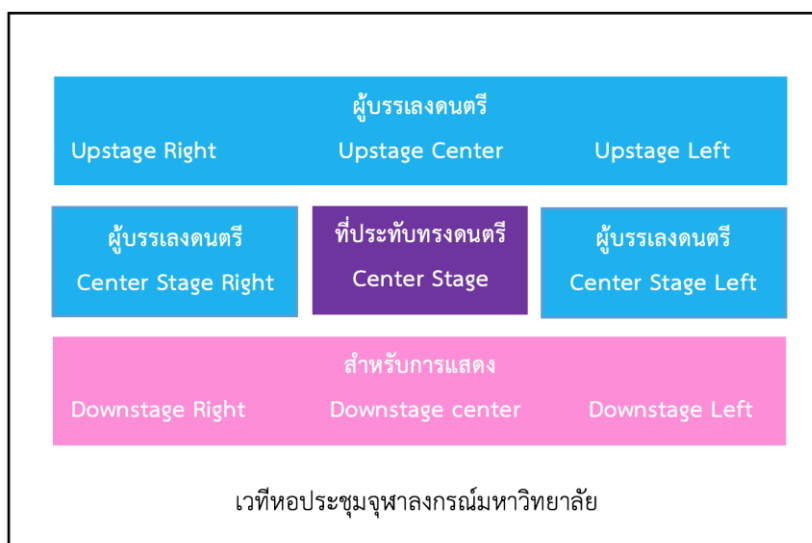 ผู้บรรเลงดนตรี
Upstage Right Upstage Center Upstage Left
ผู้บรรเลงดนตรี ที่ประทับทรงดนตรี ผู้บรรเลงดนตรี
Center Stage Right Center Stage Center Stage Left
สำหรับการแสดง
Downstage Right Downstage center Downstage Left
เวทีหอประชุมจุฬาลงกรณ์มหาวิทยาลัย